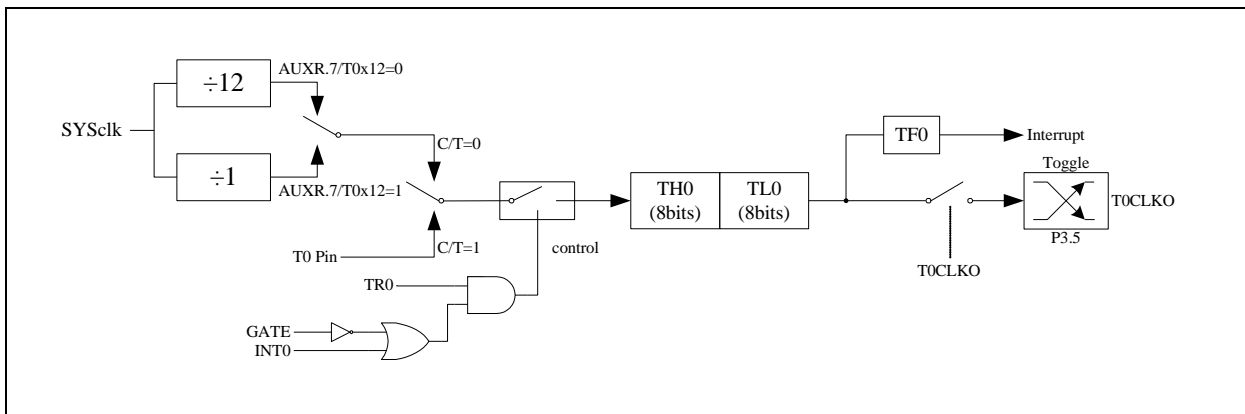 ÷12
AUXR.7/T0x12=0
SYSclk
÷1
AUXR.7/T0x12=1
C/T=0
C/T=1
T0 Pin
control
TR0
GATE
INT0
TH0
(8bits)
TL0
(8bits)
TF0
Interrupt
Toggle
T0CLKO
P3.5
T0CLKO